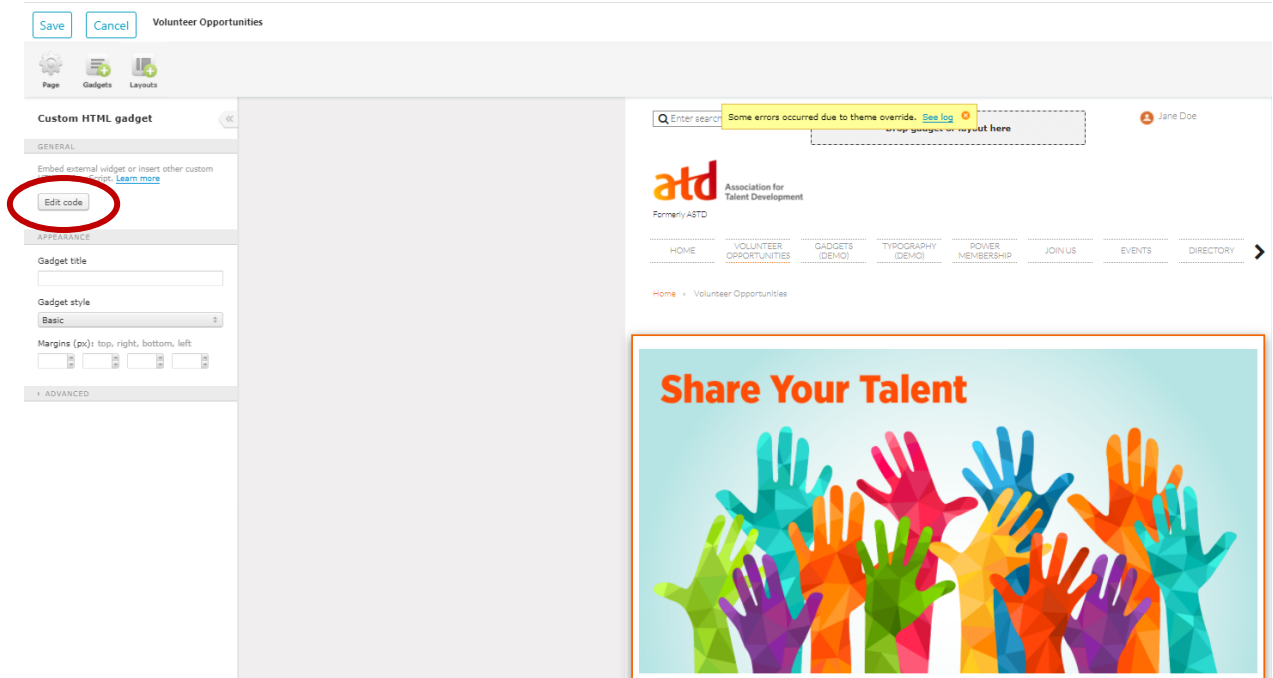 Save
Cancel
Volunteer Opportunities
Page
Gadgets
Layouts
Custom HTML gadget
«
GENERAL
Embed external widget or insert other custom
Script. Learn more
Edit code
APPEARANCE
Gadget title
Gadget style
Basic
Margins (px): top, right, bottom, left
› ADVANCED
Enter search
Some errors occurred due to theme override. See log
Drop gadget or layout here
Jane Doe
atd
Association for
Talent Development
Formerly ASTD
HOME
VOLUNTEER
OPPORTUNITIES
GADGETS
(DEMO)
TYPOGRAPHY
(DEMO)
POWER
MEMBERSHIP
JOIN US
EVENTS
DIRECTORY
Home › Volunteer Opportunities
Share Your Talent